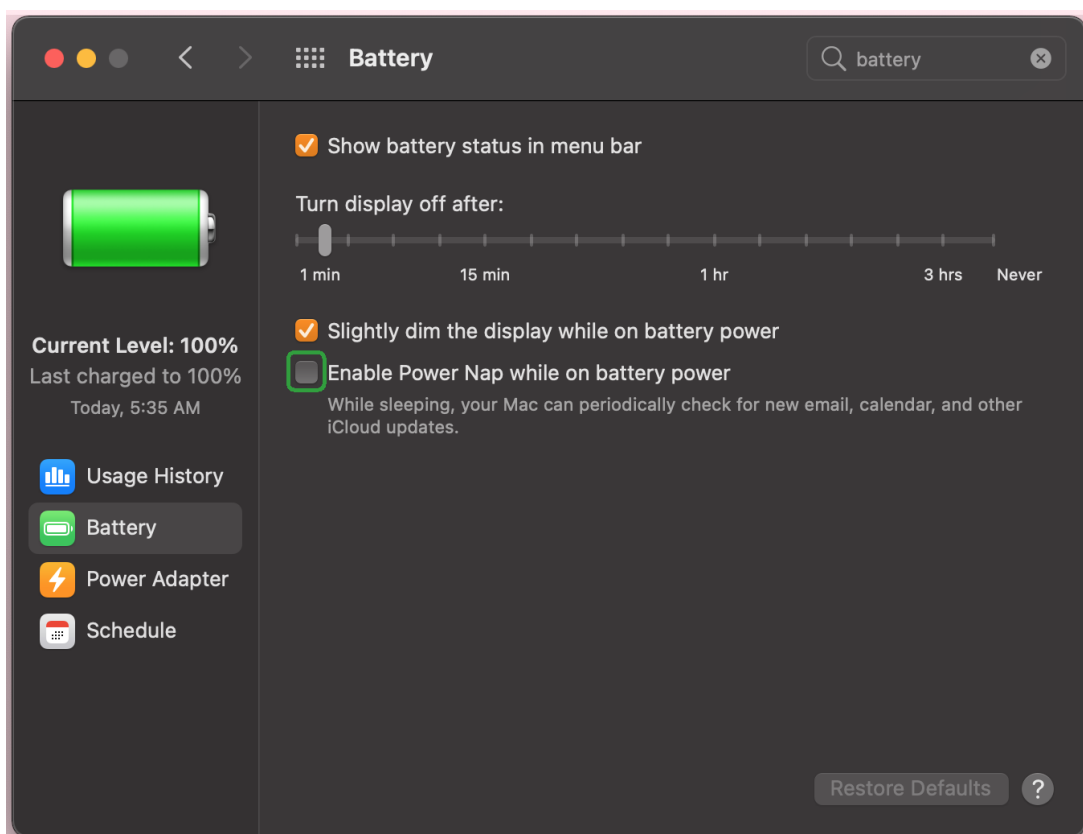 Battery
battery
Show battery status in menu bar
Turn display off after:
1 min 15 min 1 hr 3 hrs Never
Slightly dim the display while on battery power
Enable Power Nap while on battery power
While sleeping, your Mac can periodically check for new email, calendar, and other
iCloud updates.
Current Level: 100%
Last charged to 100%
Today, 5:35 AM
Usage History
Battery
Power Adapter
Schedule
Restore Defaults ?